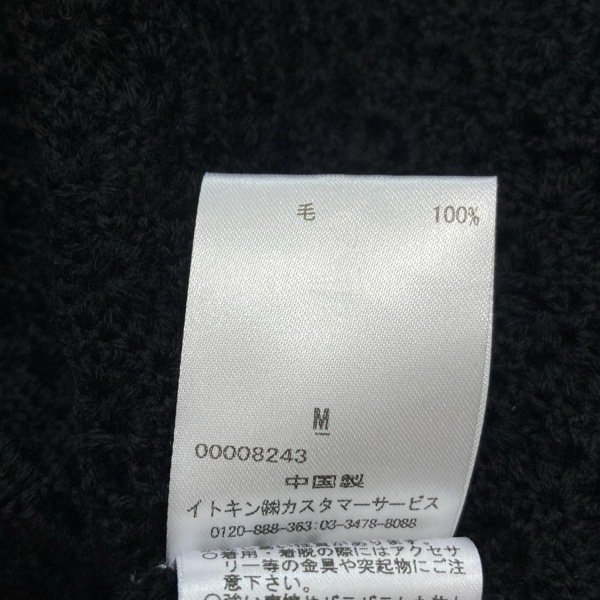 毛 100%
M
00008243
中国製
イトキン㈱カスタマーサービス
0120-888-363:03-3478-8088
○着用・着脱の際にはアクセサ
リー等の金具や突起物にご注
意下さい。